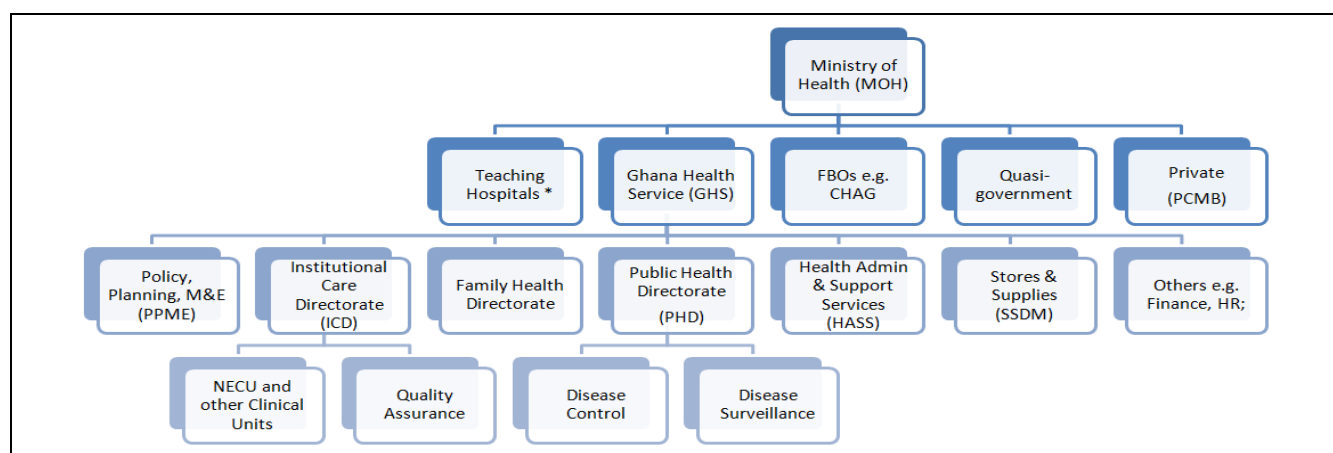 Ministry of
Health (MOH)
Teaching
Hospitals *
Ghana Health
Service (GHS)
FBOs e.g.
CHAG
Quasi-
government
Private
(PCMB)
Policy,
Planning, M&E
(PPME)
Institutional
Care
Directorate
(ICD)
Family Health
Directorate
Public Health
Directorate
(PHD)
Health Admin
& Support
Services
(HASS)
Stores &
Supplies
(SSDM)
Others e.g.
Finance, HR;
NECU and
other Clinical
Units
Quality
Assurance
Disease
Control
Disease
Surveillance